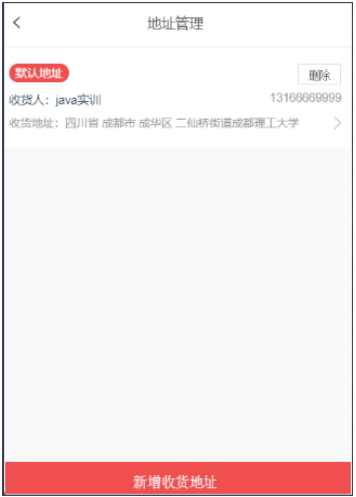 地址管理
默认地址
删除
收货人：java实训
13166669999
收货地址：四川省 成都市 成华区 二仙桥街道成都理工大学
新增收货地址